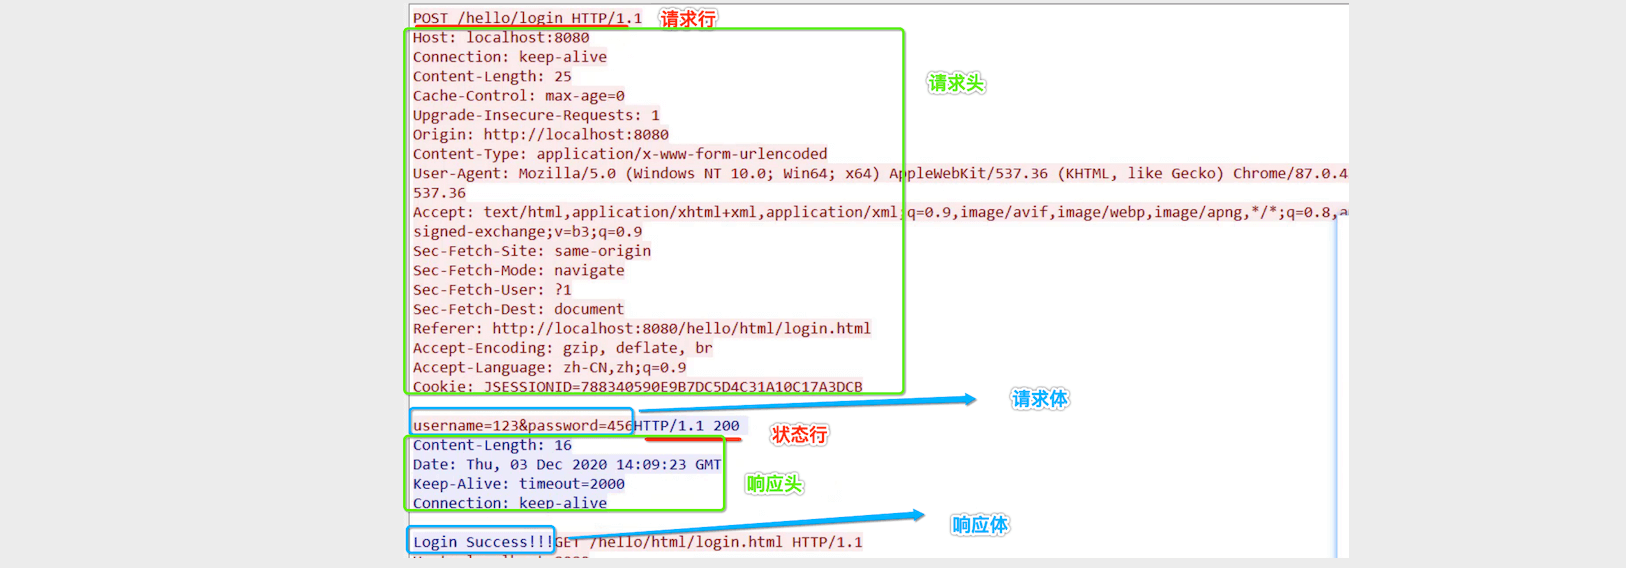 POST /hello/login HTTP/1.1 请求行
Host: localhost:8080
Connection: keep-alive
请求头
Content-Length: 25
Cache-Control: max-age=0
Upgrade-Insecure-Requests: 1
Origin: http://localhost:8080
Content-Type: application/x-www-form-urlencoded
User-Agent: Mozilla/5.0 (Windows NT 10.0; Win64; x64) AppleWebKit/537.36 (KHTML, like Gecko) Chrome/87.0.4
537.36
Accept: text/html,application/xhtml+xml,application/xml;q=0.9,image/avif,image/webp,image/apng,*/*;q=0.8,a
signed-exchange;v=b3;q=0.9
Sec-Fetch-Site: same-origin
Sec-Fetch-Mode: navigate
Sec-Fetch-User: ?1
Sec-Fetch-Dest: document
Referer: http://localhost:8080/hello/html/login.html
Accept-Encoding: gzip, deflate, br
Accept-Language: zh-CN,zh;q=0.9
Cookie: JSESSIONID=788340590E9B7DC5D4C31A10C17A3DCB
请求体
username=123&password=456HTTP/1.1 200 状态行
Content-Length: 16
Date: Thu, 03 Dec 2020 14:09:23 GMT
Keep-Alive: timeout=2000 响应头
Connection: keep-alive
响应体
Login Success!!!GET /hello/html/login.html HTTP/1.1